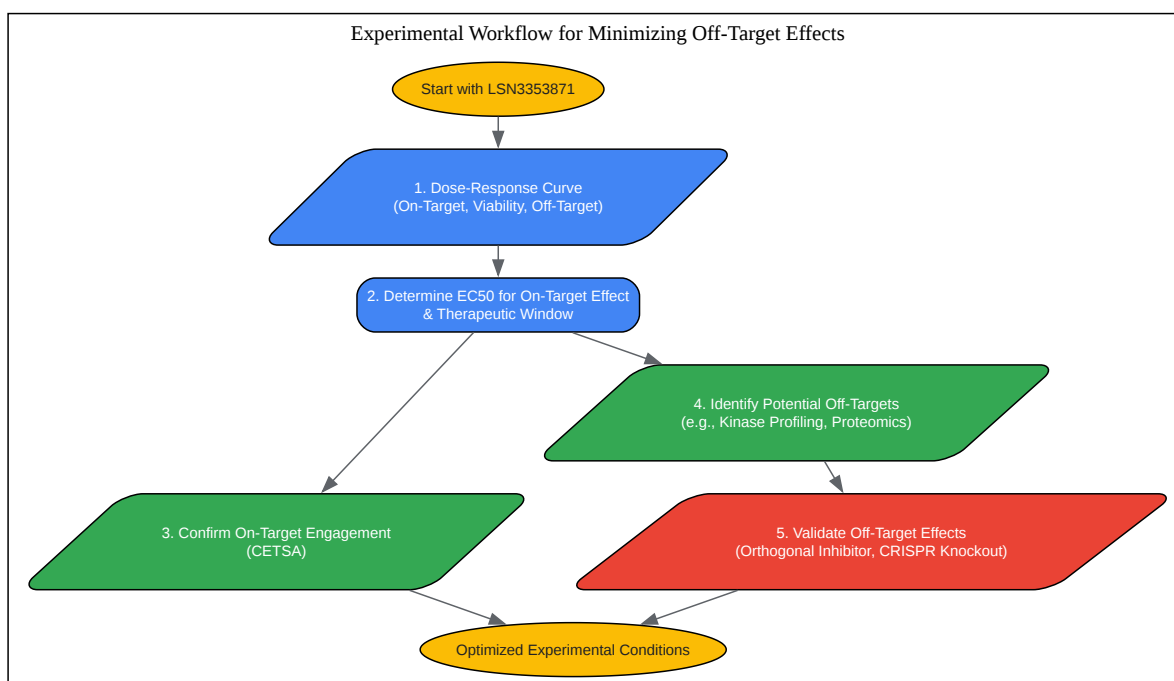 Experimental Workflow for Minimizing Off-Target Effects
Start with LSN3353871
1. Dose-Response Curve
(On-Target, Viability, Off-Target)
2. Determine EC50 for On-Target Effect
& Therapeutic Window
4. Identify Potential Off-Targets
(e.g., Kinase Profiling, Proteomics)
3. Confirm On-Target Engagement
(CETSA)
5. Validate Off-Target Effects
(Orthogonal Inhibitor, CRISPR Knockout)
Optimized Experimental Conditions